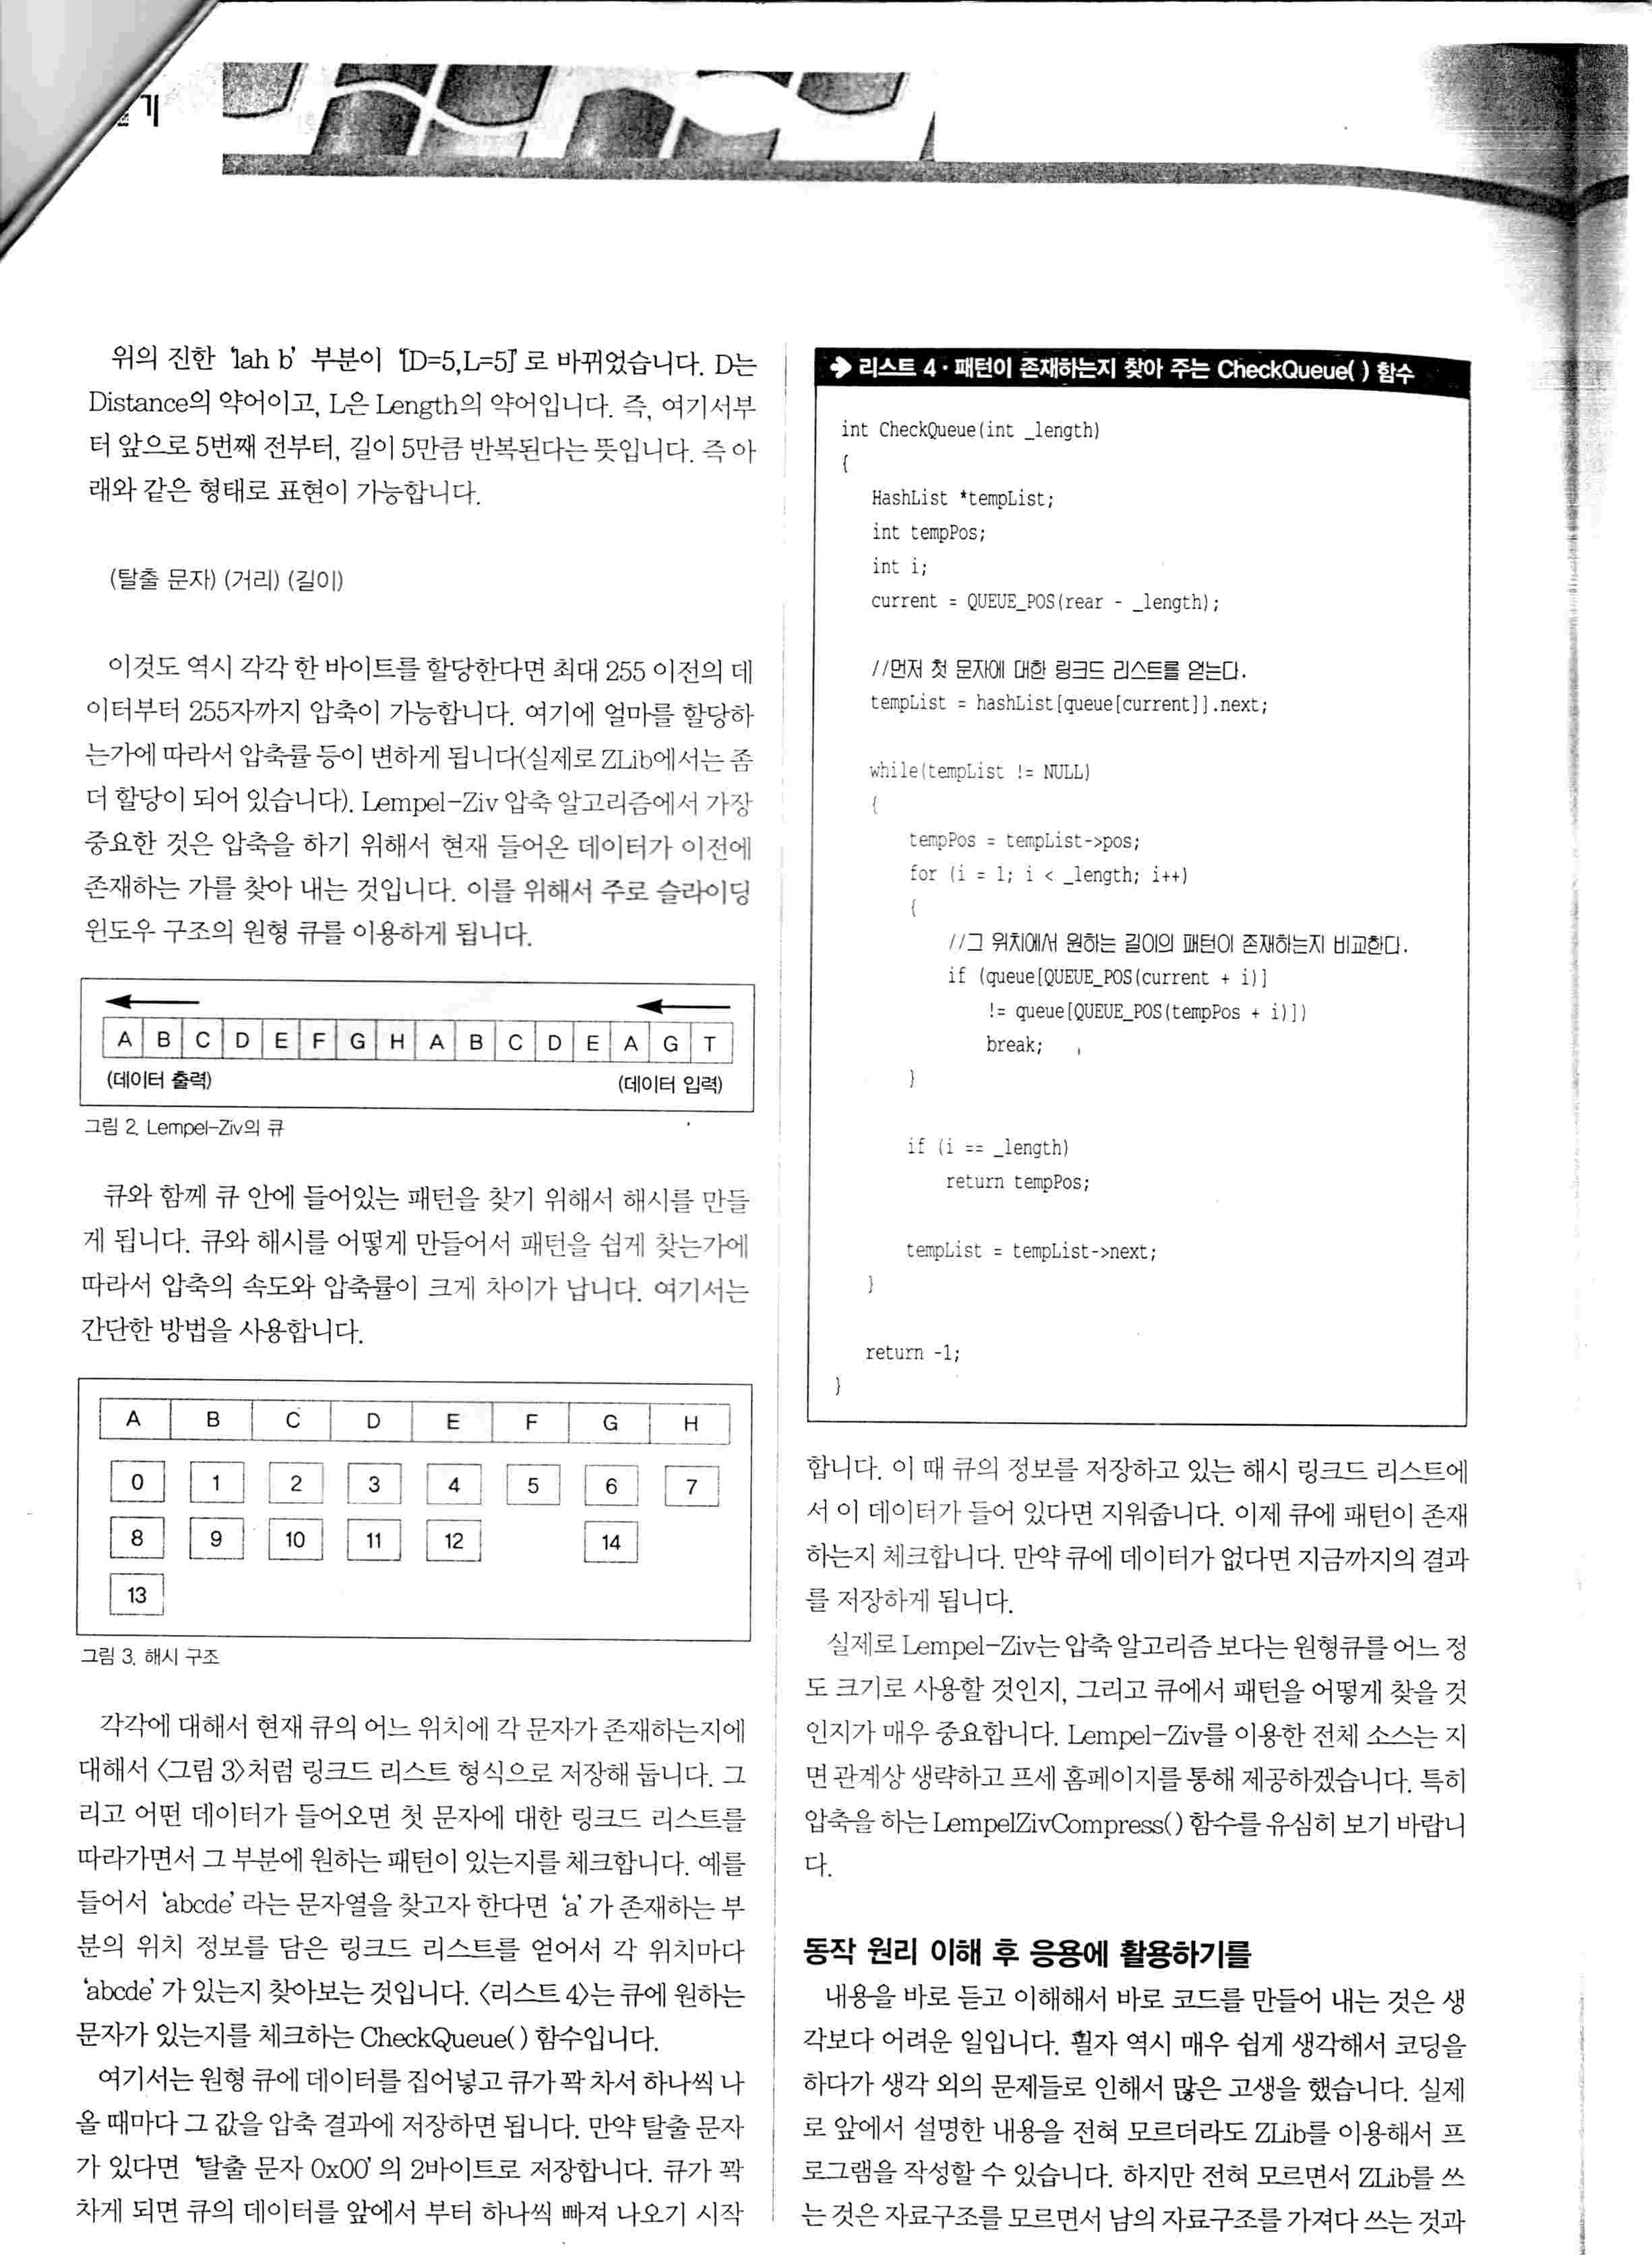 기
위의 진한 'lah b' 부분이 '[D=5,L=5]'로 바뀌었습니다. D는
Distance의 약어이고, L은 Length의 약어입니다. 즉, 여기서부
터 앞으로 5번째 전부터, 길이 5만큼 반복된다는 뜻입니다. 즉 아
래와 같은 형태로 표현이 가능합니다.
(탈출 문자) (거리) (길이)
이것도 역시 각각 한 바이트를 할당한다면 최대 255 이전의 데
이터부터 255자까지 압축이 가능합니다. 여기에 얼마를 할당하
는가에 따라서 압축률 등이 변하게 됩니다(실제로 ZLib에서는 좀
더 할당이 되어 있습니다). Lempel-Ziv 압축 알고리즘에서 가장
중요한 것은 압축을 하기 위해서 현재 들어온 데이터가 이전에
존재하는 가를 찾아 내는 것입니다. 이를 위해서 주로 슬라이딩
윈도우 구조의 원형 큐를 이용하게 됩니다.
A B C D E F G H A B C D E A G T
(데이터 출력) (데이터 입력)
그림 2. Lempel-Ziv의 큐
큐와 함께 큐 안에 들어있는 패턴을 찾기 위해서 해시를 만들
게 됩니다. 큐와 해시를 어떻게 만들어서 패턴을 쉽게 찾는가에
따라서 압축의 속도와 압축률이 크게 차이가 납니다. 여기서는
간단한 방법을 사용합니다.
A B C D E F G H
0 1 2 3 4 5 6 7
8 9 10 11 12 14
13
그림 3. 해시 구조
각각에 대해서 현재 큐의 어느 위치에 각 문자가 존재하는지에
대해서 〈그림 3〉처럼 링크드 리스트 형식으로 저장해 둡니다. 그
리고 어떤 데이터가 들어오면 첫 문자에 대한 링크드 리스트를
따라가면서 그 부분에 원하는 패턴이 있는지를 체크합니다. 예를
들어서 'abcde'라는 문자열을 찾고자 한다면 'a'가 존재하는 부
분의 위치 정보를 담은 링크드 리스트를 얻어서 각 위치마다
'abcde'가 있는지 찾아보는 것입니다. 〈리스트 4〉는 큐에 원하는
문자가 있는지를 체크하는 CheckQueue( ) 함수입니다.
여기서는 원형 큐에 데이터를 집어넣고 큐가 꽉 차서 하나씩 나
올 때마다 그 값을 압축 결과에 저장하면 됩니다. 만약 탈출 문자
가 있다면 '탈출 문자 0x00'의 2바이트로 저장합니다. 큐가 꽉
차게 되면 큐의 데이터를 앞에서 부터 하나씩 빠져 나오기 시작
리스트 4 · 패턴이 존재하는지 찾아 주는 CheckQueue( ) 함수
int CheckQueue(int _length)
{
HashList *tempList;
int tempPos;
int i;
current = QUEUE_POS(rear - _length);
//먼저 첫 문자에 대한 링크드 리스트를 얻는다.
tempList = hashList[queue[current]].next;
while(tempList != NULL)
{
tempPos = tempList->pos;
for (i = 1; i < _length; i++)
{
//그 위치에서 원하는 길이의 패턴이 존재하는지 비교한다.
if (queue[QUEUE_POS(current + i)]
!= queue[QUEUE_POS(tempPos + i)])
break;
}
if (i == _length)
return tempPos;
tempList = tempList->next;
}
return -1;
}
합니다. 이 때 큐의 정보를 저장하고 있는 해시 링크드 리스트에
서 이 데이터가 들어 있다면 지워줍니다. 이제 큐에 패턴이 존재
하는지 체크합니다. 만약 큐에 데이터가 없다면 지금까지의 결과
를 저장하게 됩니다.
실제로 Lempel-Ziv는 압축 알고리즘 보다는 원형큐를 어느 정
도 크기로 사용할 것인지, 그리고 큐에서 패턴을 어떻게 찾을 것
인지가 매우 중요합니다. Lempel-Ziv를 이용한 전체 소스는 지
면 관계상 생략하고 프세 홈페이지를 통해 제공하겠습니다. 특히
압축을 하는 LempelZivCompress( ) 함수를 유심히 보기 바랍니
다.
동작 원리 이해 후 응용에 활용하기를
내용을 바로 듣고 이해해서 바로 코드를 만들어 내는 것은 생
각보다 어려운 일입니다. 필자 역시 매우 쉽게 생각해서 코딩을
하다가 생각 외의 문제들로 인해서 많은 고생을 했습니다. 실제
로 앞에서 설명한 내용을 전혀 모르더라도 ZLib를 이용해서 프
로그램을 작성할 수 있습니다. 하지만 전혀 모르면서 ZLib를 쓰
는 것은 자료구조를 모르면서 남의 자료구조를 가져다 쓰는 것과